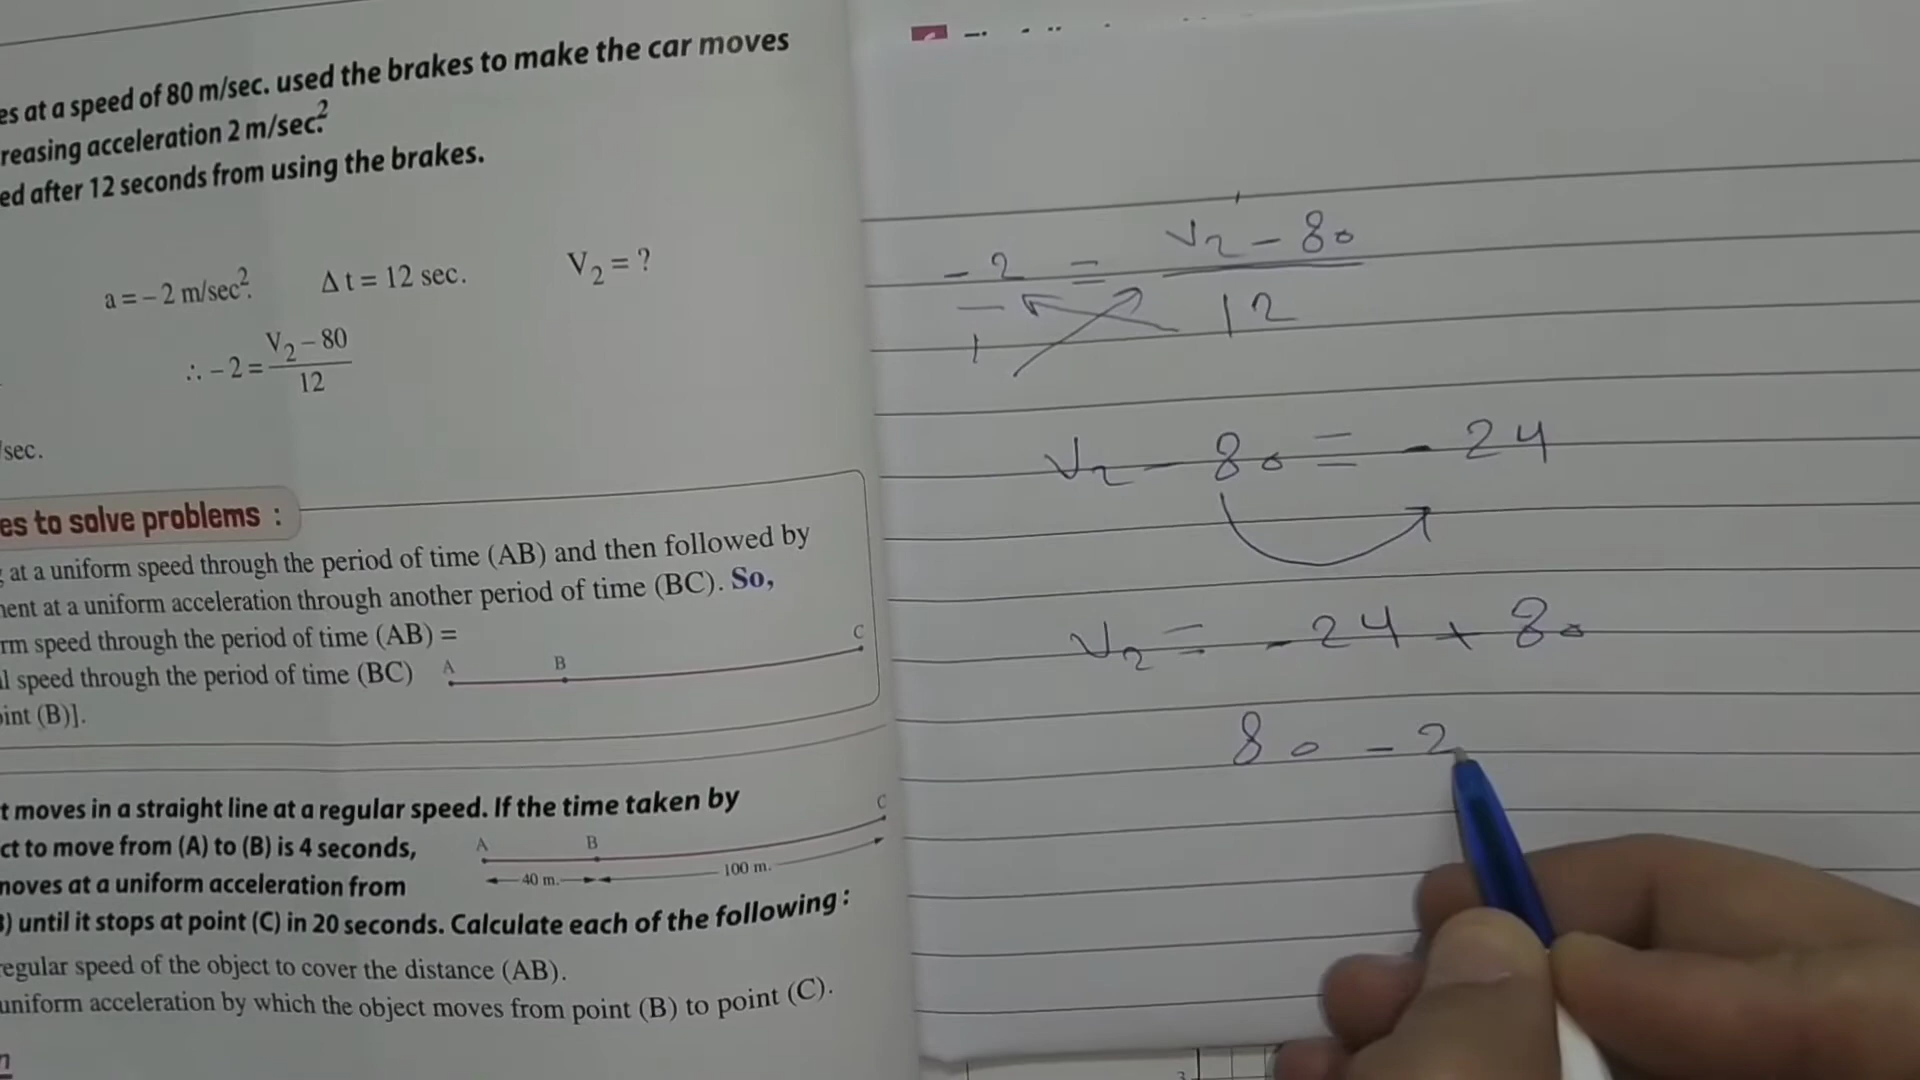 es at a speed of 80 m/sec. used the brakes to make the car moves
reasing acceleration 2 m/sec.²
ed after 12 seconds from using the brakes.
a = – 2 m/sec².    Δ t = 12 sec.    V₂ = ?
∴ – 2 = (V₂ – 80) / 12
/sec.
es to solve problems :
at a uniform speed through the period of time (AB) and then followed by
ent at a uniform acceleration through another period of time (BC). So,
rm speed through the period of time (AB) =
l speed through the period of time (BC)
int (B)].
A B C
t moves in a straight line at a regular speed. If the time taken by
ct to move from (A) to (B) is 4 seconds,
moves at a uniform acceleration from
A B C
40 m. 100 m.
) until it stops at point (C) in 20 seconds. Calculate each of the following :
egular speed of the object to cover the distance (AB).
uniform acceleration by which the object moves from point (B) to point (C).
n
-2/1 = (V2 - 80) / 12
V2 - 80 = - 24
V2 = - 24 + 80
80 - 2
3